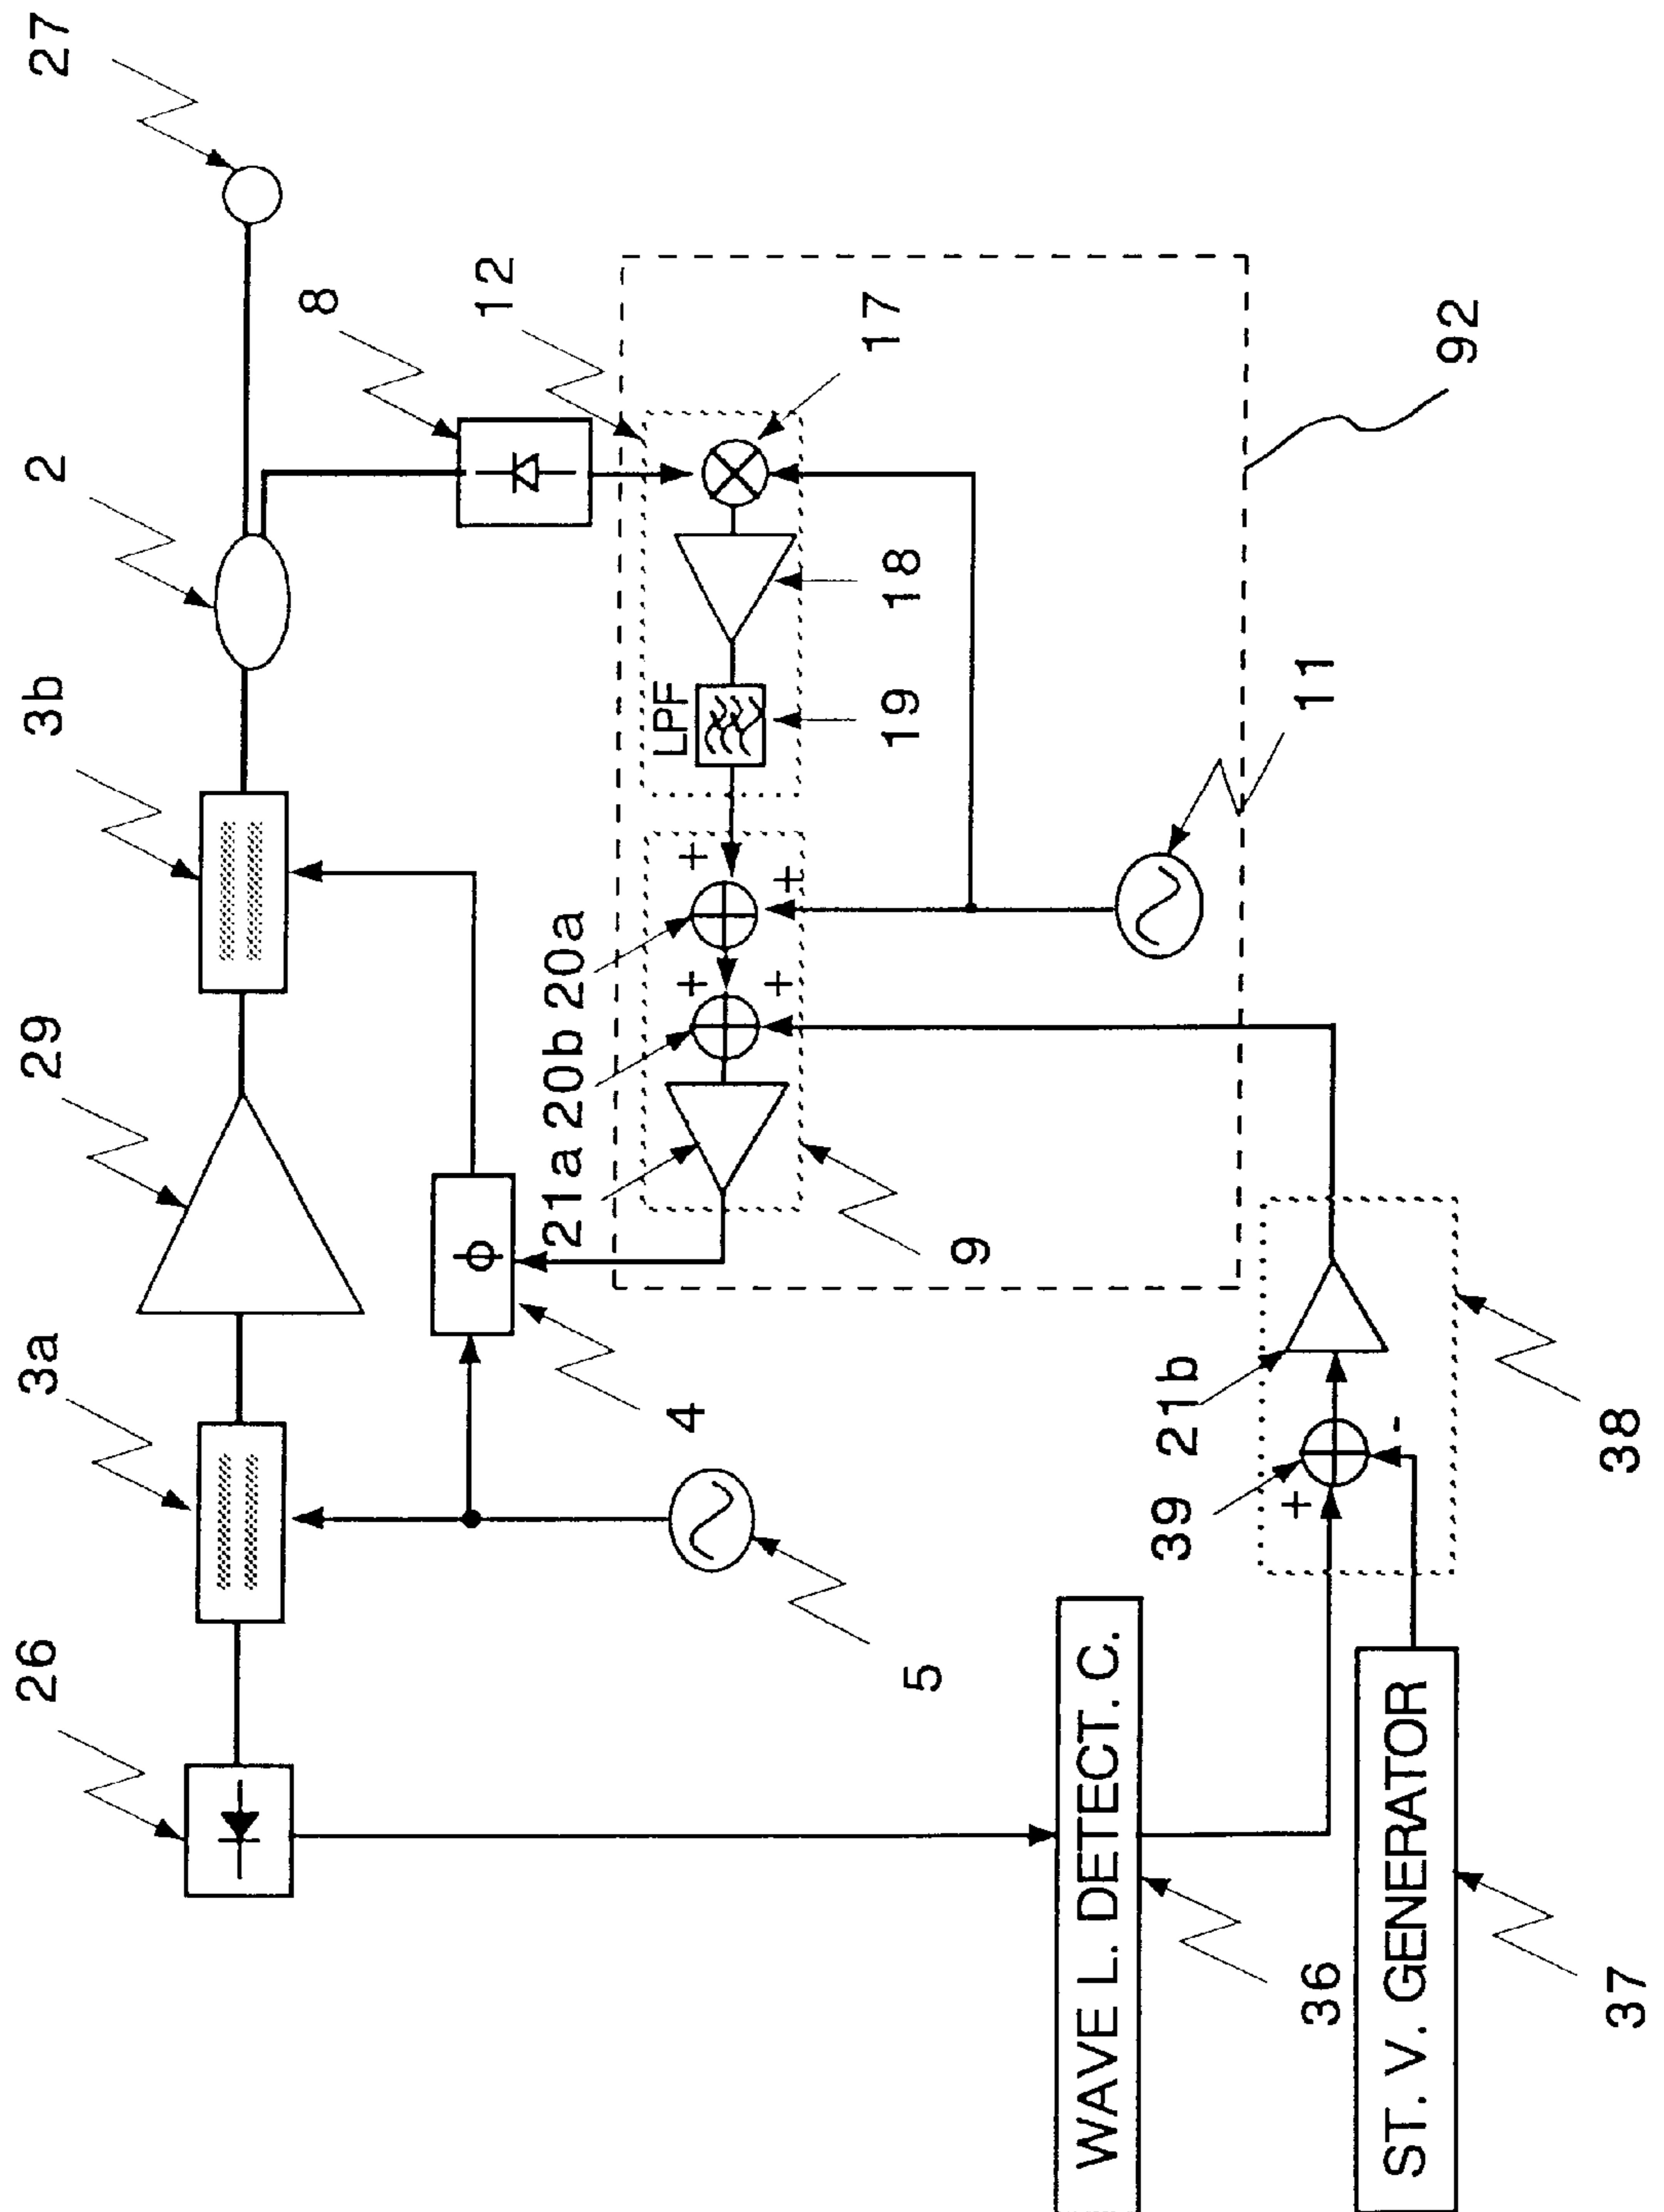 26
3a
29
3b
2
27
8
12
5
4
21a
20b
20a
LPF
+
+
+
+
17
18
19
9
11
92
WAVE L. DETECT. C.
36
ST. V. GENERATOR
37
39
21b
+
-
38